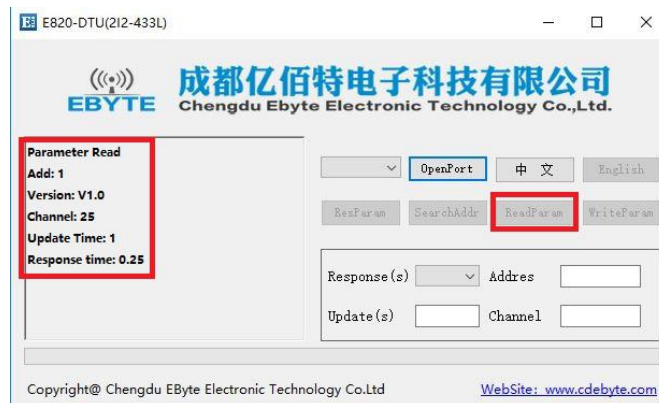 E820-DTU(2I2-433L)
EBYTE
成都亿佰特电子科技有限公司
Chengdu Ebyte Electronic Technology Co.,Ltd.
Parameter Read
Add: 1
Version: V1.0
Channel: 25
Update Time: 1
Response time: 0.25
OpenPort
中 文
English
ResParam
SearchAddr
ReadParam
WriteParam
Response(s)
Addres
Update(s)
Channel
Copyright@ Chengdu EByte Electronic Technology Co.Ltd
WebSite: www.cdebyte.com